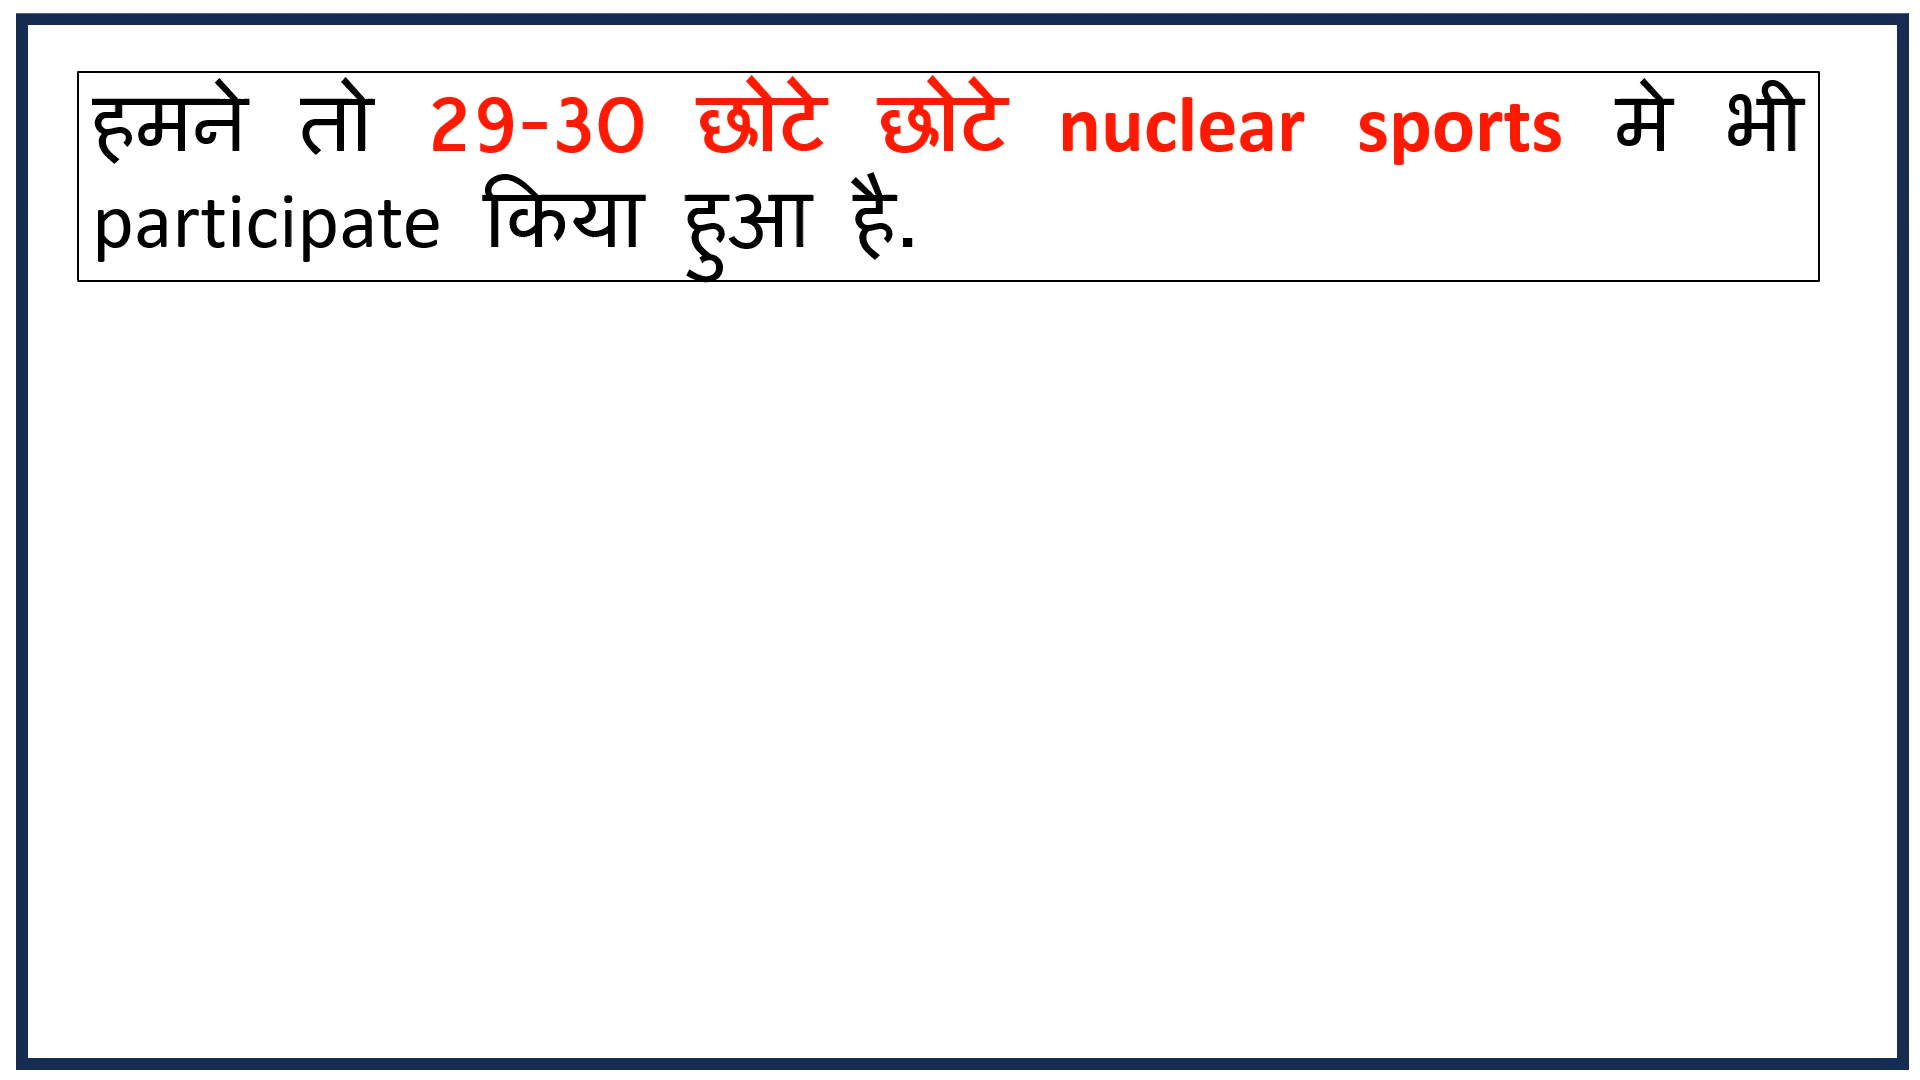 हमने तो 29-30 छोटे छोटे nuclear sports मे भी
participate किया हुआ है.